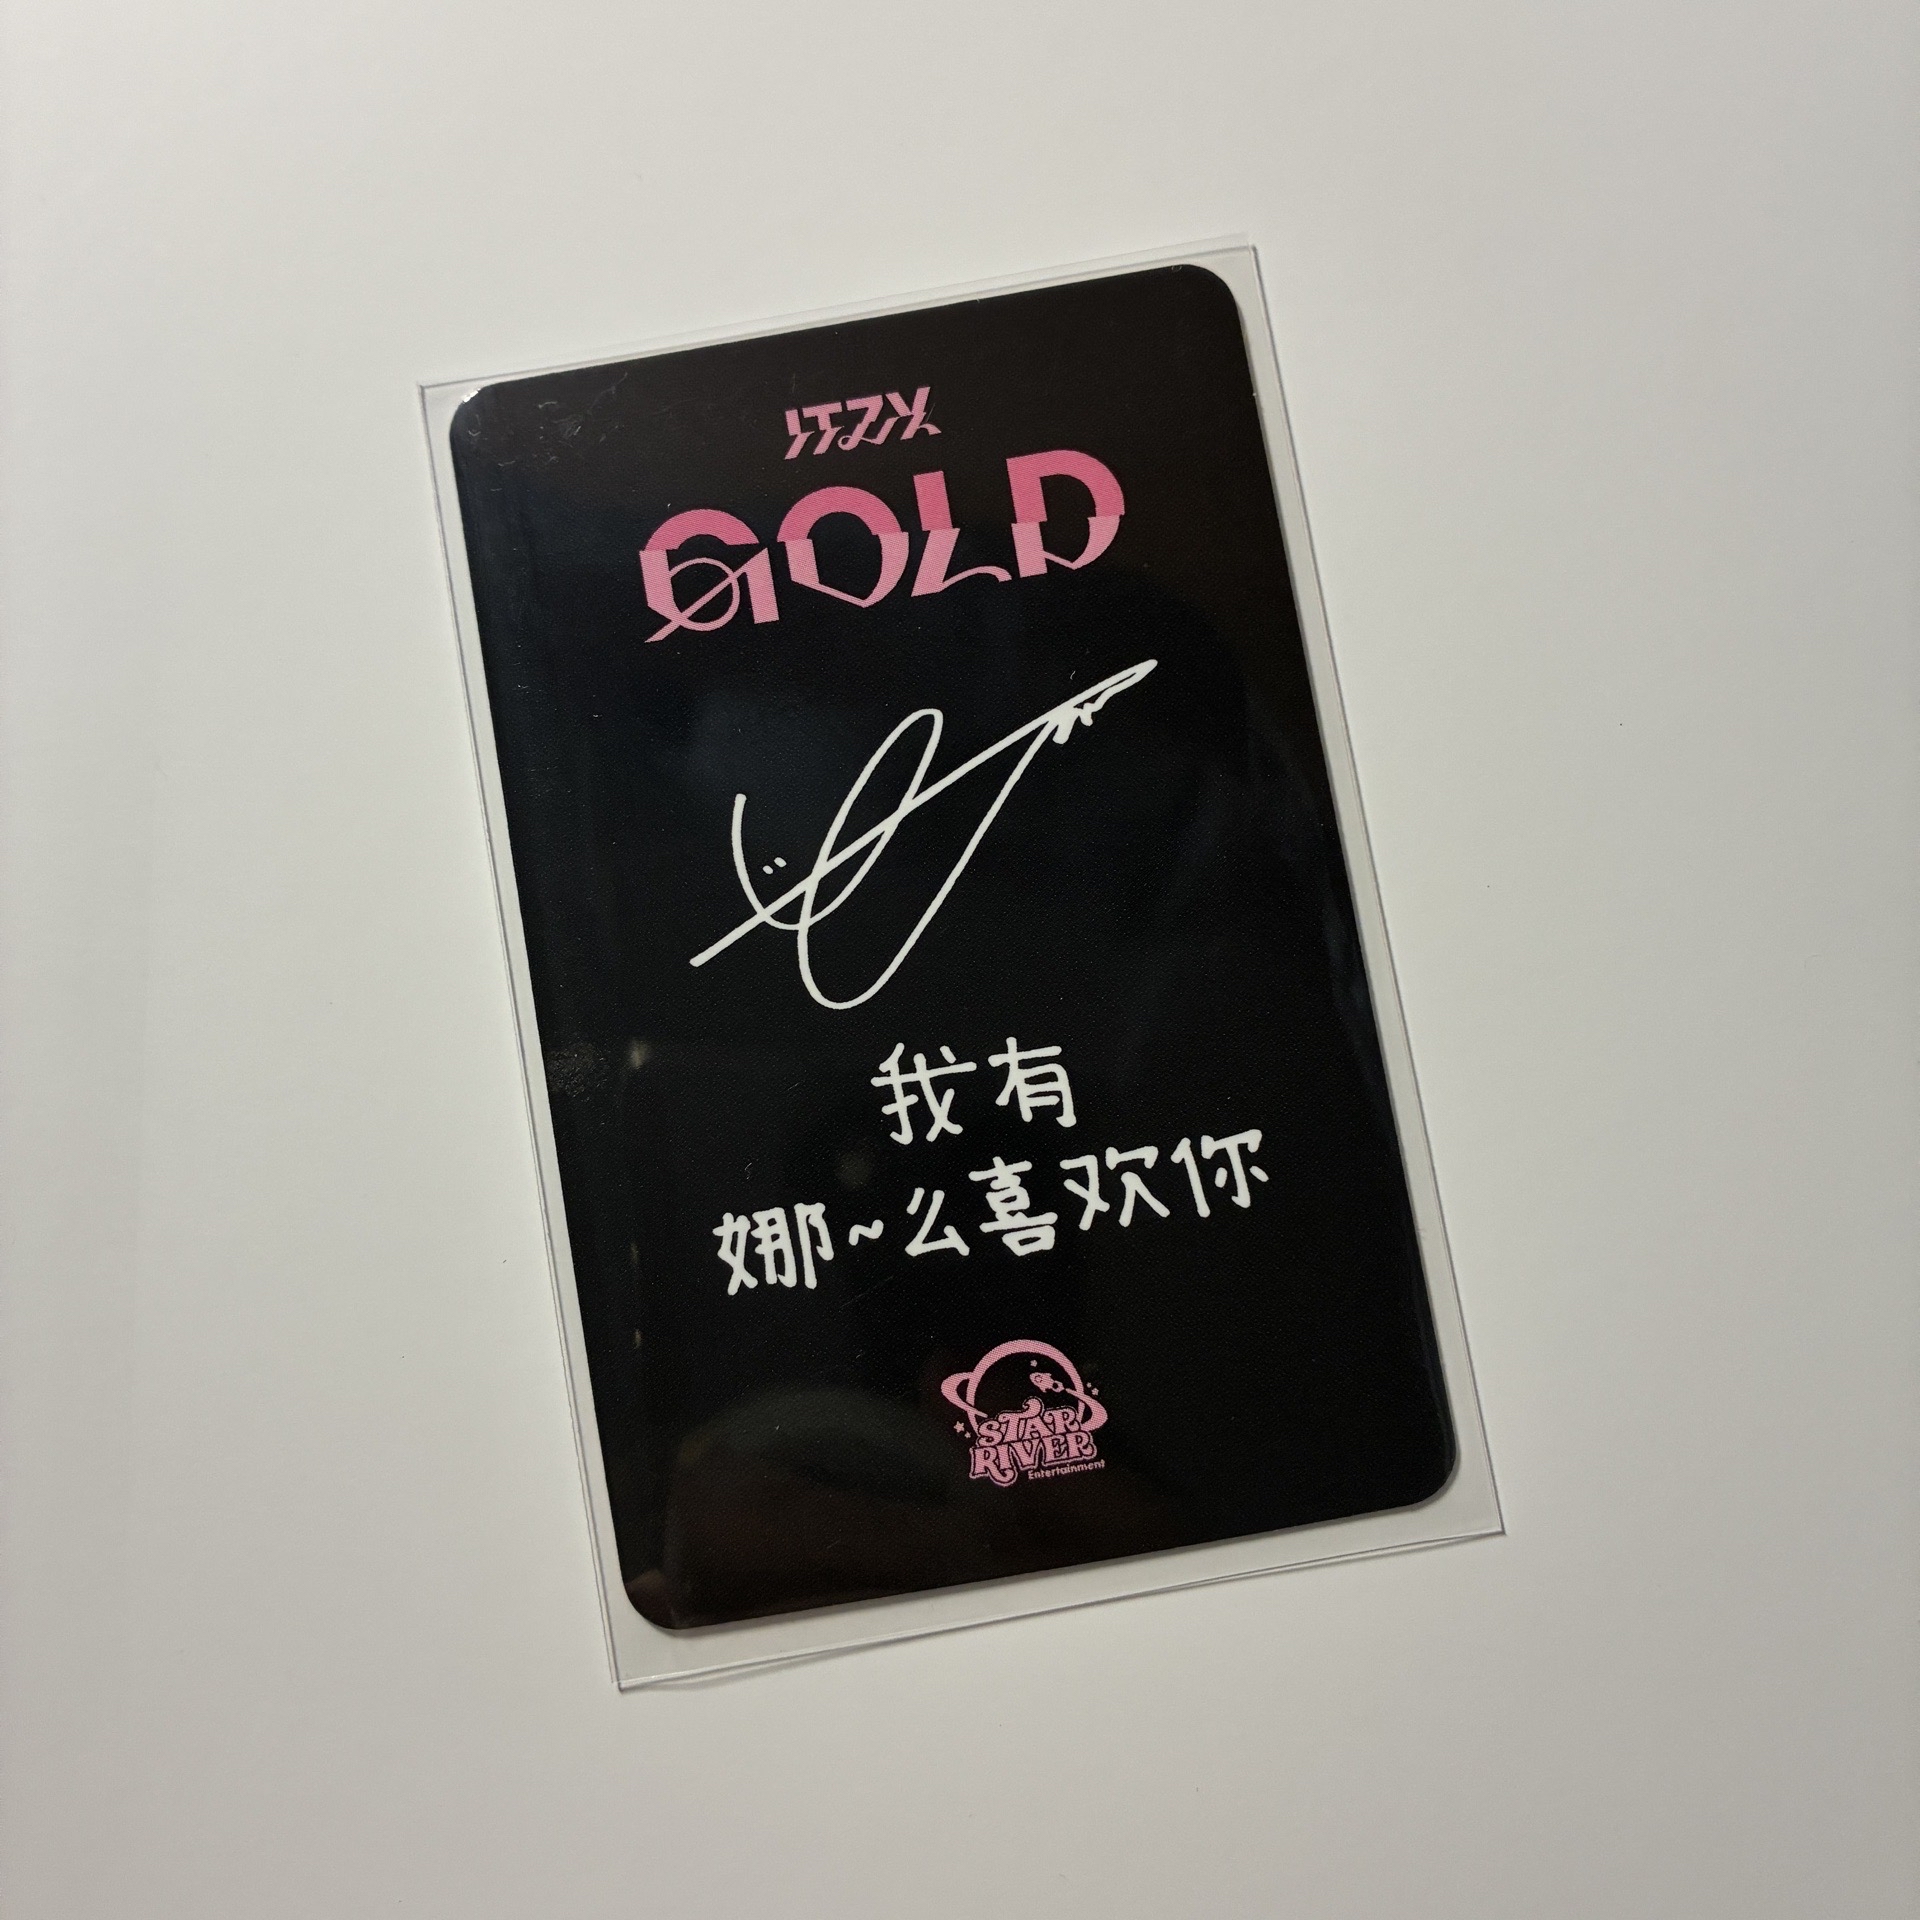 ITZY
GOLD
我有
娜~么喜欢你
STAR
RIVER
Entertainment